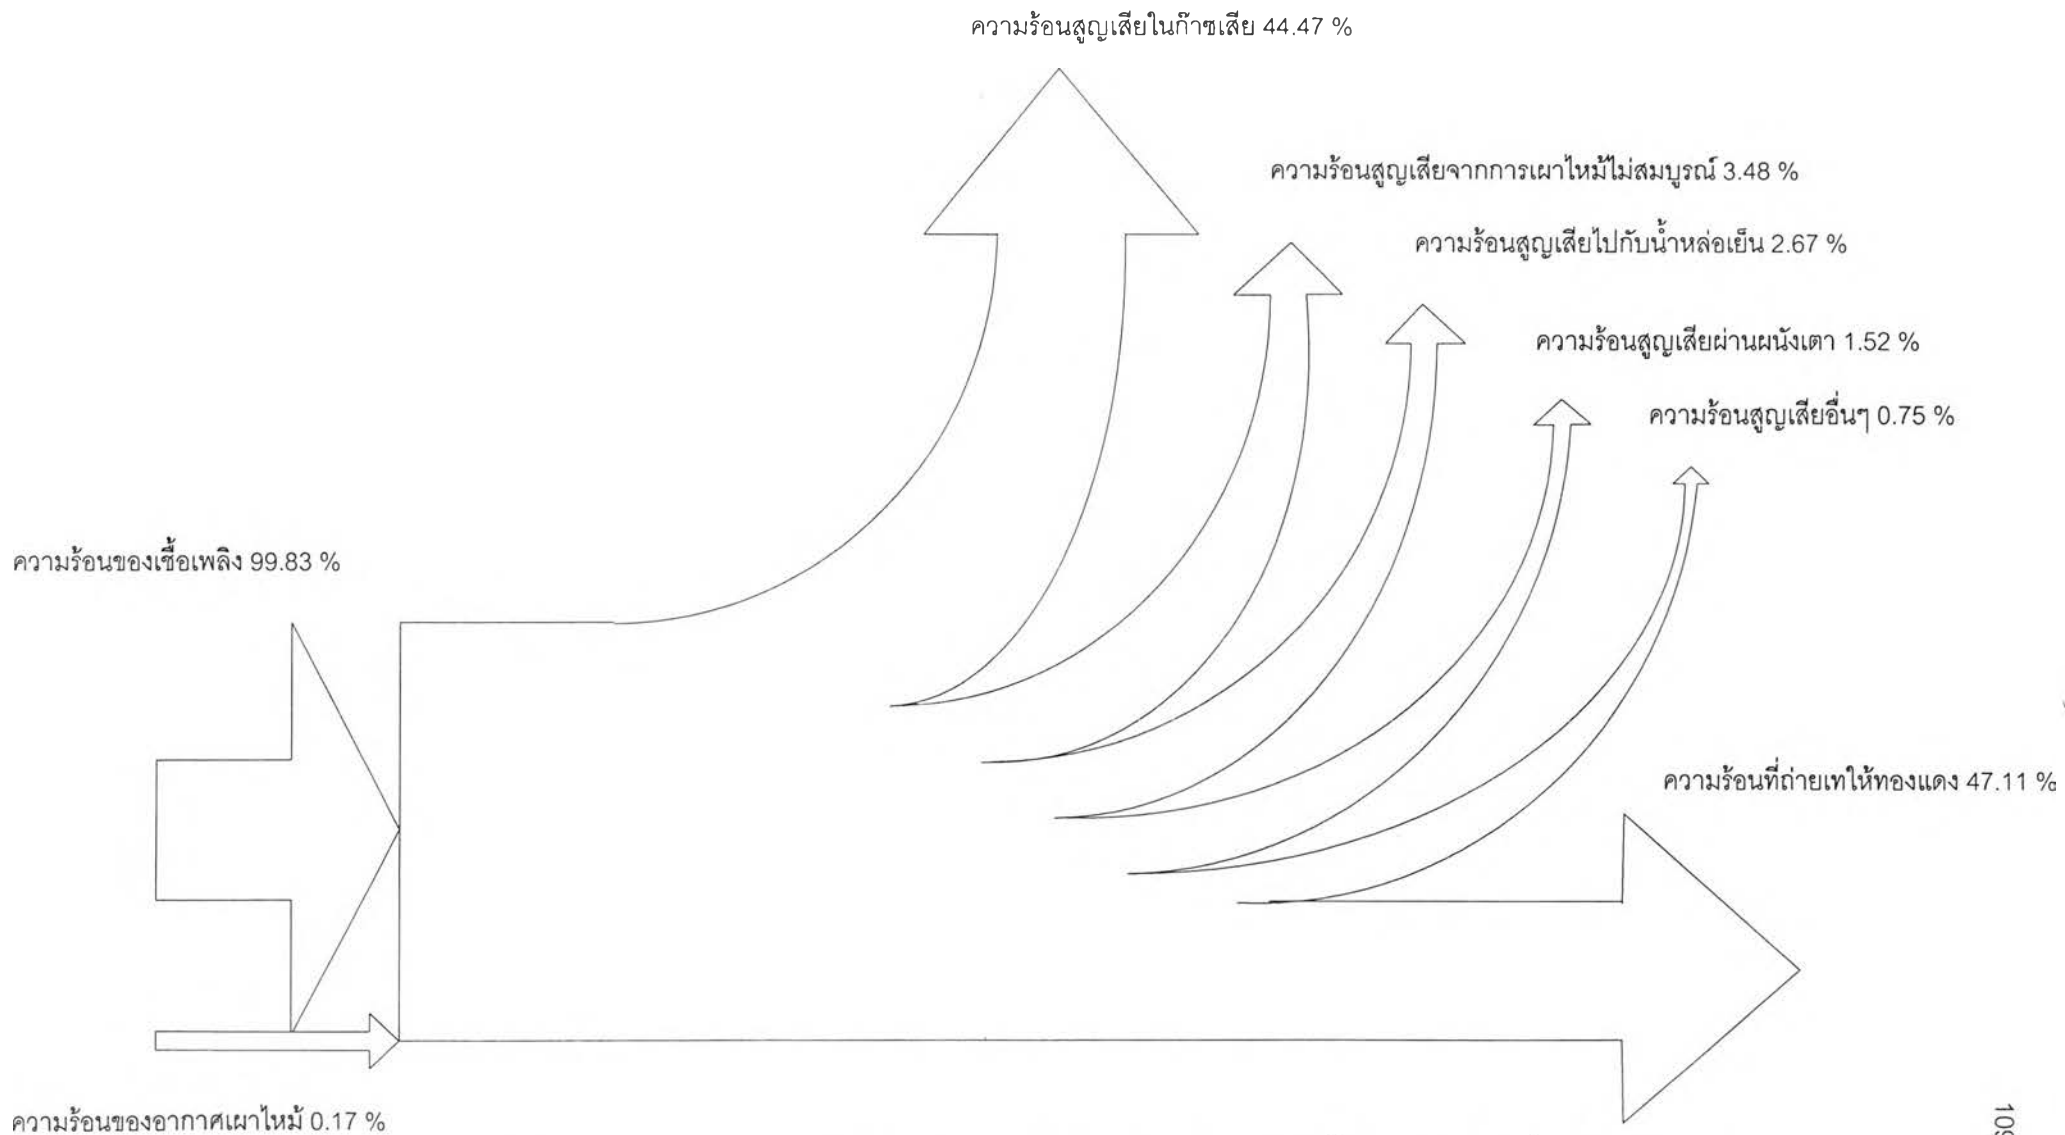 ความร้อนสูญเสียในก๊าซเสีย 44.47 %
ความร้อนสูญเสียจากการเผาไหม้ไม่สมบูรณ์ 3.48 %
ความร้อนสูญเสียไปกับน้ำหล่อเย็น 2.67 %
ความร้อนสูญเสียผ่านผนังเตา 1.52 %
ความร้อนสูญเสียอื่นๆ 0.75 %
ความร้อนของเชื้อเพลิง 99.83 %
ความร้อนที่ถ่ายเทให้ทองแดง 47.11 %
ความร้อนของอากาศเผาไหม้ 0.17 %
109